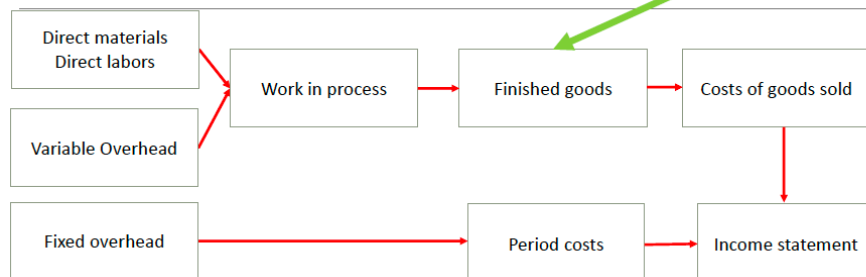 Direct materials
Direct labors
Work in process
Finished goods
Costs of goods sold
Variable Overhead
Fixed overhead
Period costs
Income statement